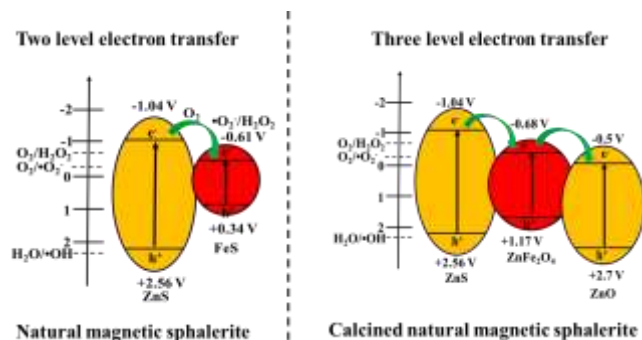 Two level electron transfer
-2
-1
0
1
2
O₂/H₂O₂
O₂/•O₂⁻
H₂O/•OH
-1.04 V
e⁻
h⁺
+2.56 V
ZnS
O₂
•O₂⁻/H₂O₂
-0.61 V
+0.34 V
FeS
Natural magnetic sphalerite
Three level electron transfer
-2
-1
0
1
2
O₂/H₂O₂
O₂/•O₂⁻
H₂O/•OH
-1.04 V
e⁻
h⁺
+2.56 V
ZnS
-0.68 V
+1.17 V
ZnFe₂O₄
-0.5 V
e⁻
h⁺
+2.7 V
ZnO
Calcined natural magnetic sphalerite